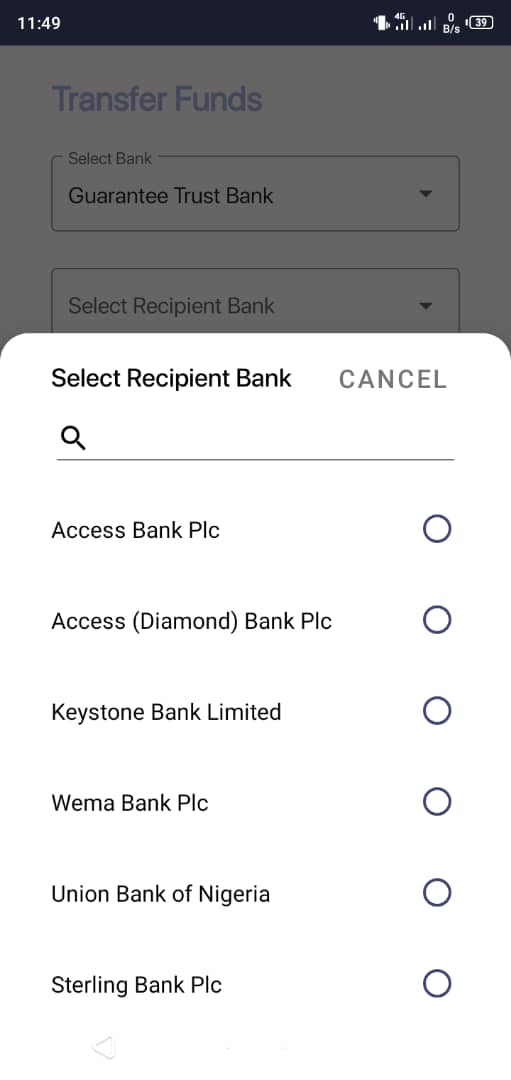 11:49
4G
0
B/s
39
Transfer Funds
Select Bank
Guarantee Trust Bank
Select Recipient Bank
Select Recipient Bank
CANCEL
Access Bank Plc
Access (Diamond) Bank Plc
Keystone Bank Limited
Wema Bank Plc
Union Bank of Nigeria
Sterling Bank Plc